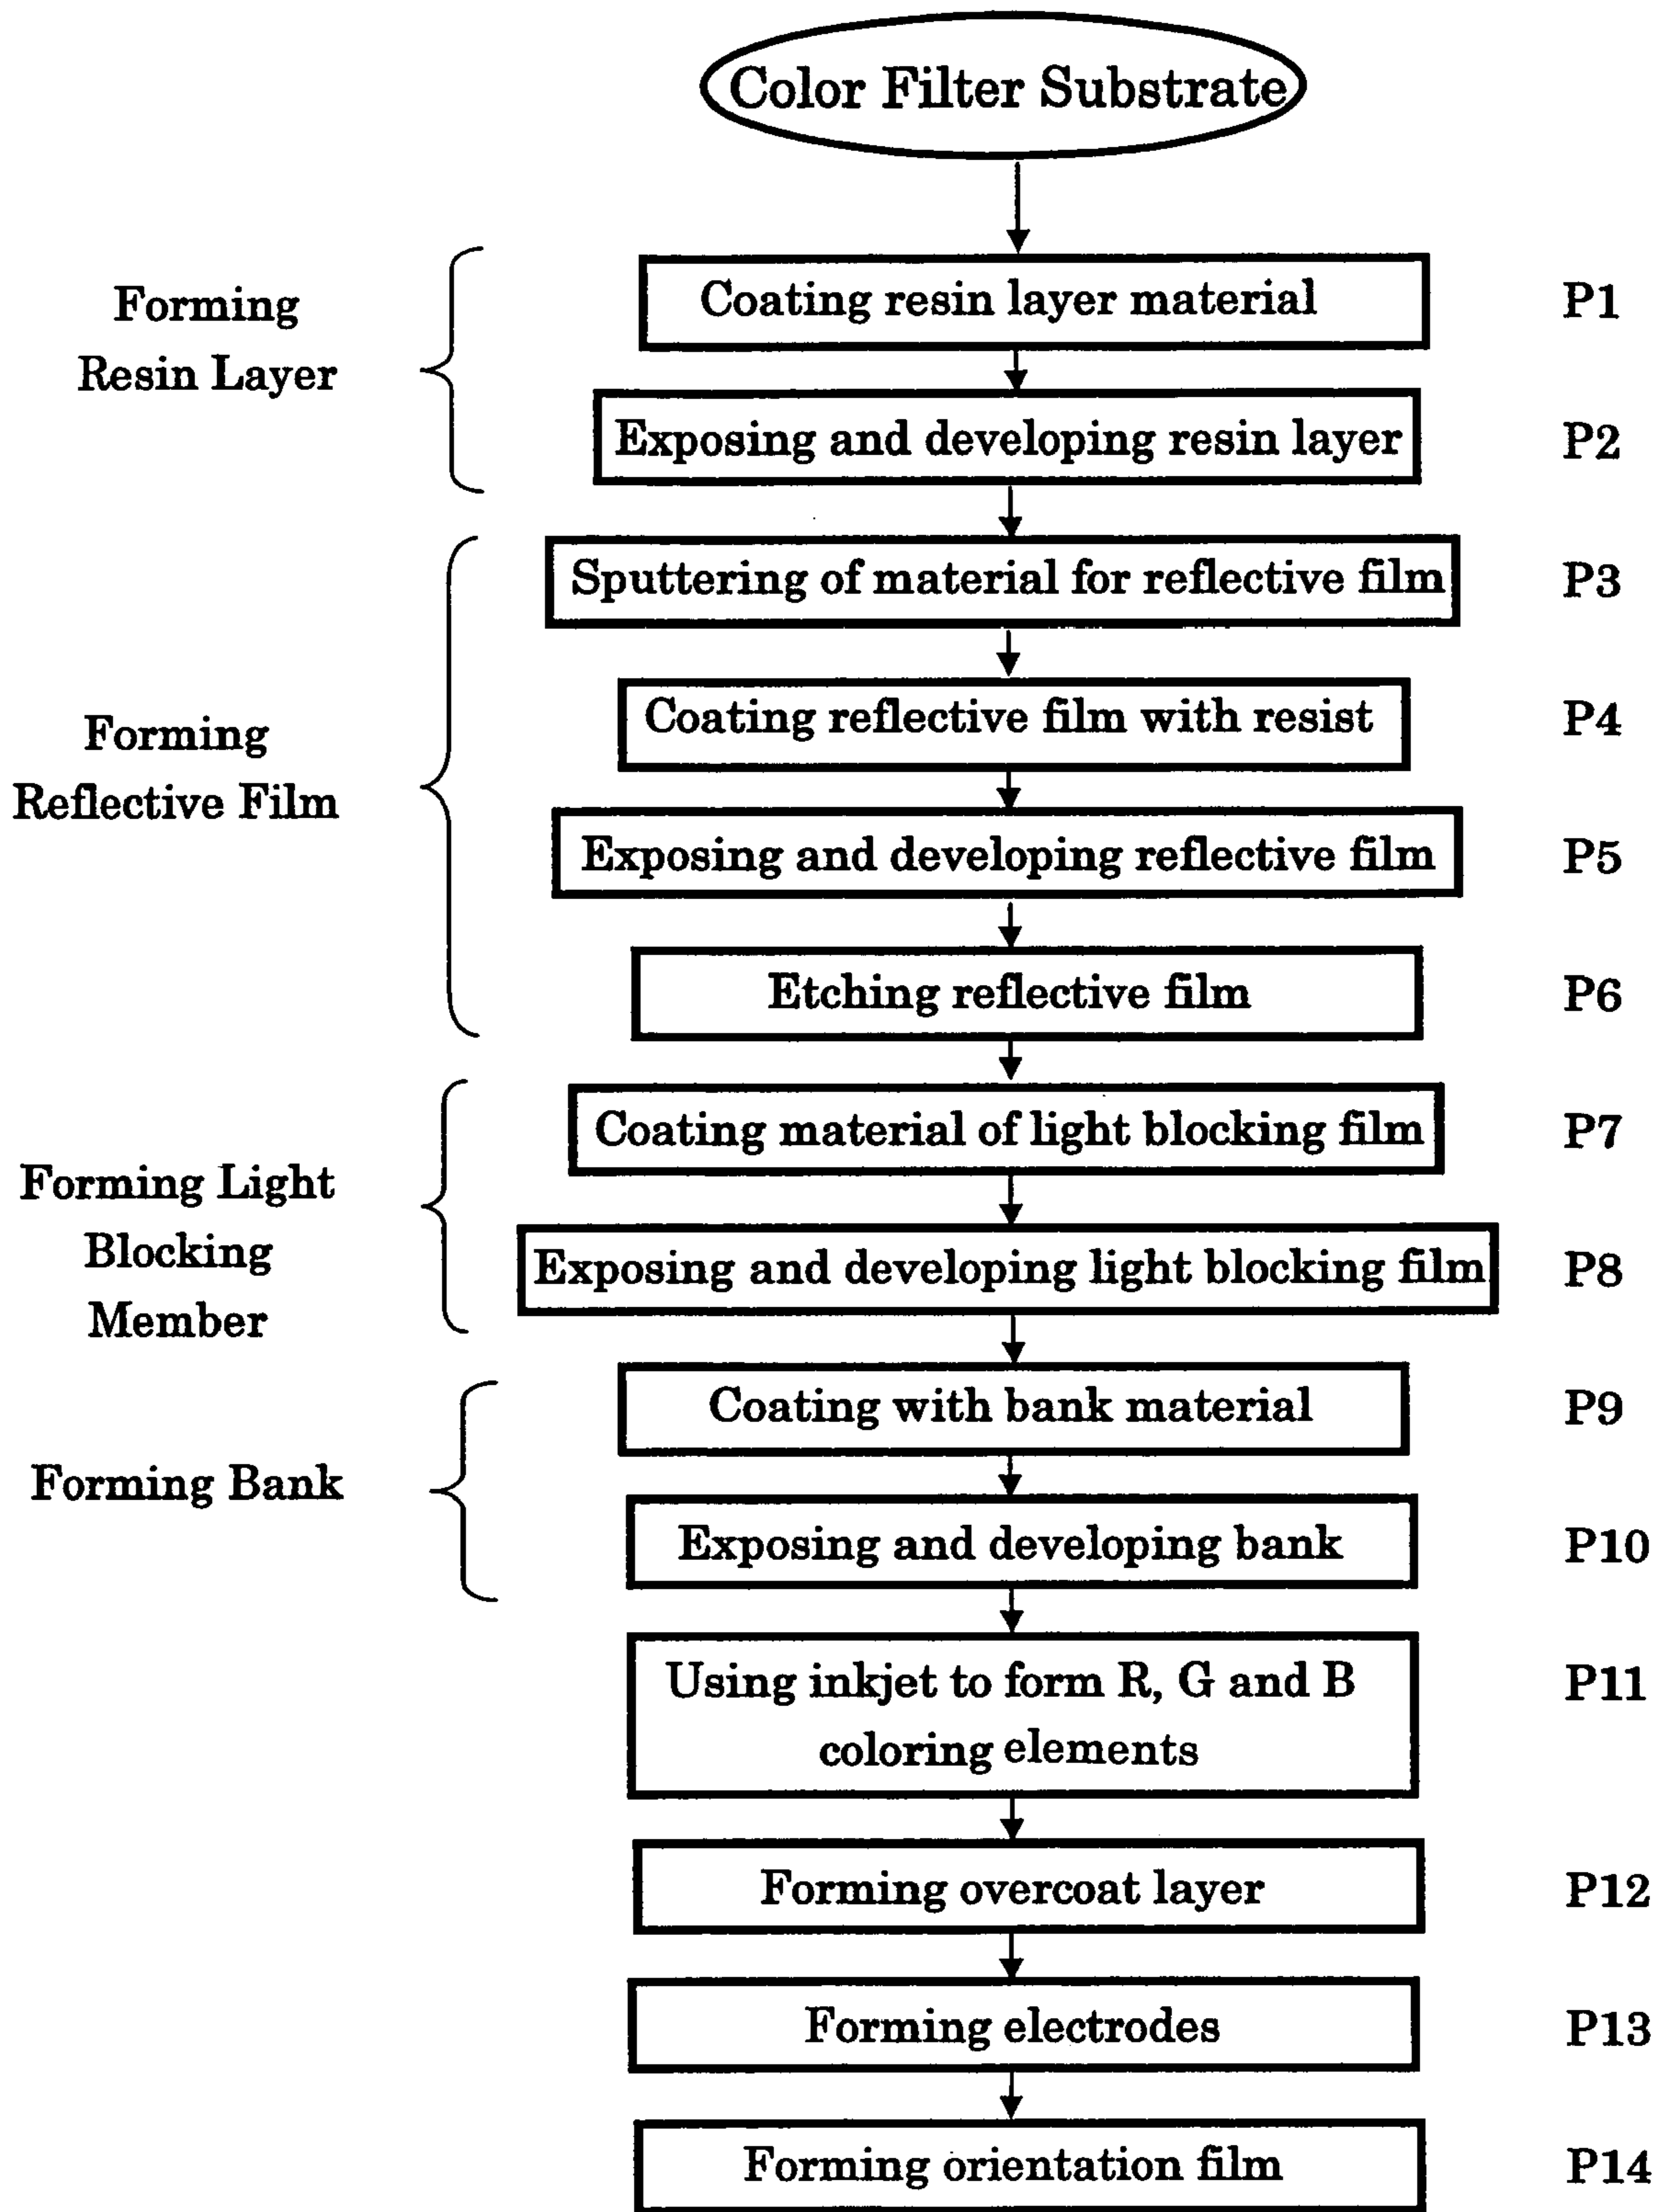 Color Filter Substrate
Forming
Resin Layer
Coating resin layer material
P1
Exposing and developing resin layer
P2
Forming
Reflective Film
Sputtering of material for reflective film
P3
Coating reflective film with resist
P4
Exposing and developing reflective film
P5
Etching reflective film
P6
Forming Light
Blocking
Member
Coating material of light blocking film
P7
Exposing and developing light blocking film
P8
Forming Bank
Coating with bank material
P9
Exposing and developing bank
P10
Using inkjet to form R, G and B
coloring elements
P11
Forming overcoat layer
P12
Forming electrodes
P13
Forming orientation film
P14